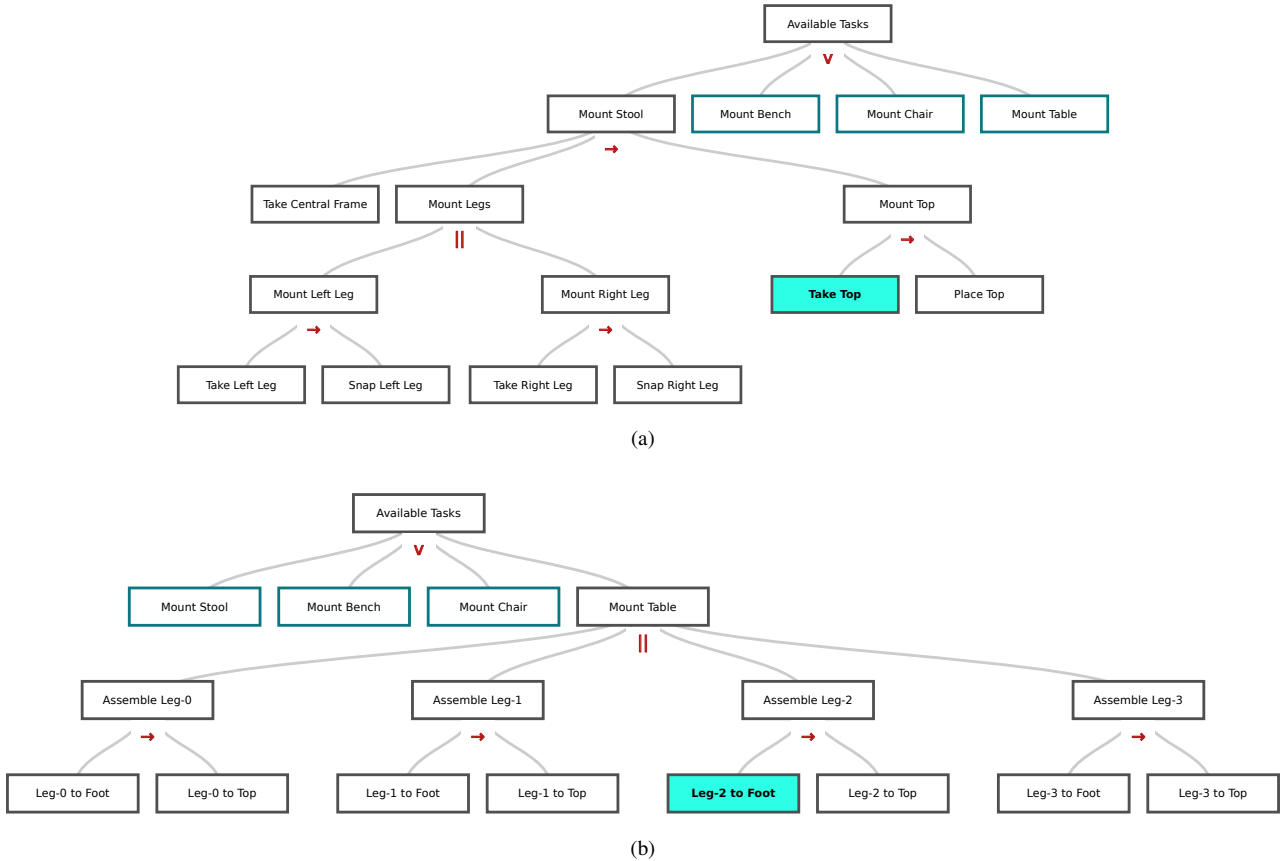 Available Tasks
v
Mount Stool
Mount Bench
Mount Chair
Mount Table
→
Take Central Frame
Mount Legs
Mount Top
||
→
Mount Left Leg
Mount Right Leg
Take Top
Place Top
→
→
Take Left Leg
Snap Left Leg
Take Right Leg
Snap Right Leg
(a)
Available Tasks
v
Mount Stool
Mount Bench
Mount Chair
Mount Table
||
Assemble Leg-0
Assemble Leg-1
Assemble Leg-2
Assemble Leg-3
→
→
→
→
Leg-0 to Foot
Leg-0 to Top
Leg-1 to Foot
Leg-1 to Top
Leg-2 to Foot
Leg-2 to Top
Leg-3 to Foot
Leg-3 to Top
(b)